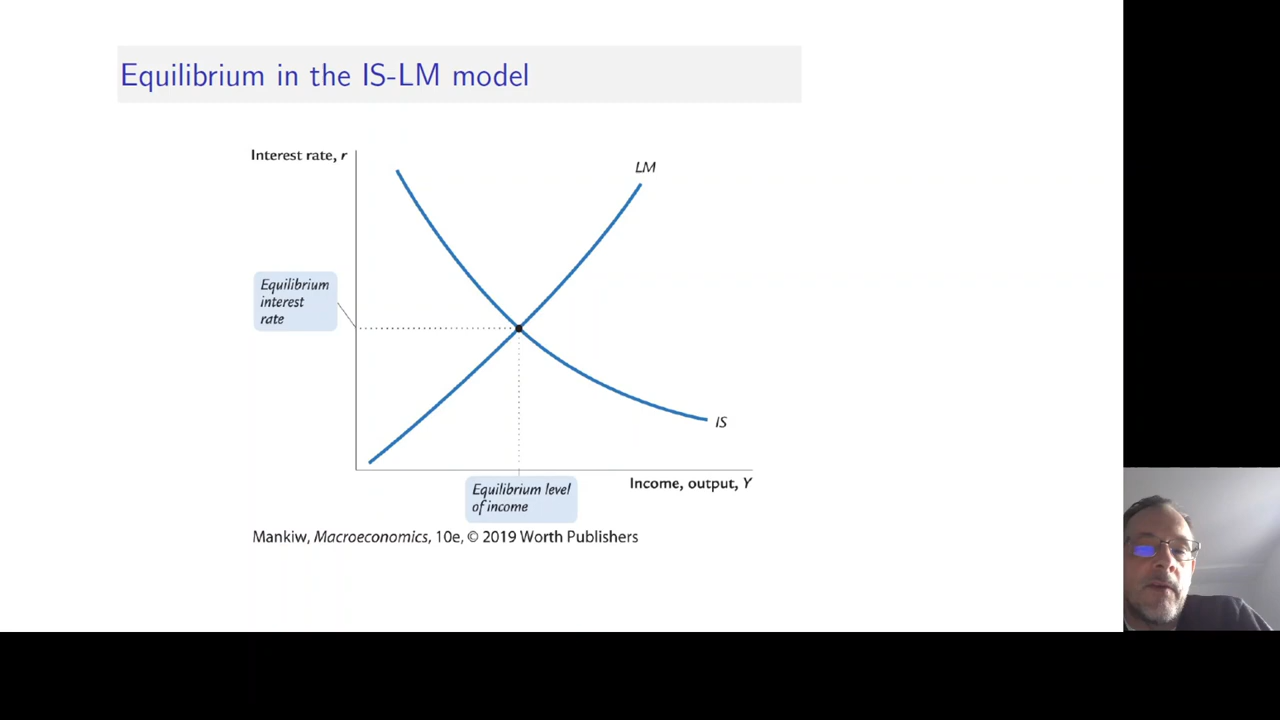 Equilibrium in the IS-LM model
Interest rate, r
LM
Equilibrium
interest
rate
IS
Income, output, Y
Equilibrium level
of income
Mankiw, Macroeconomics, 10e, © 2019 Worth Publishers